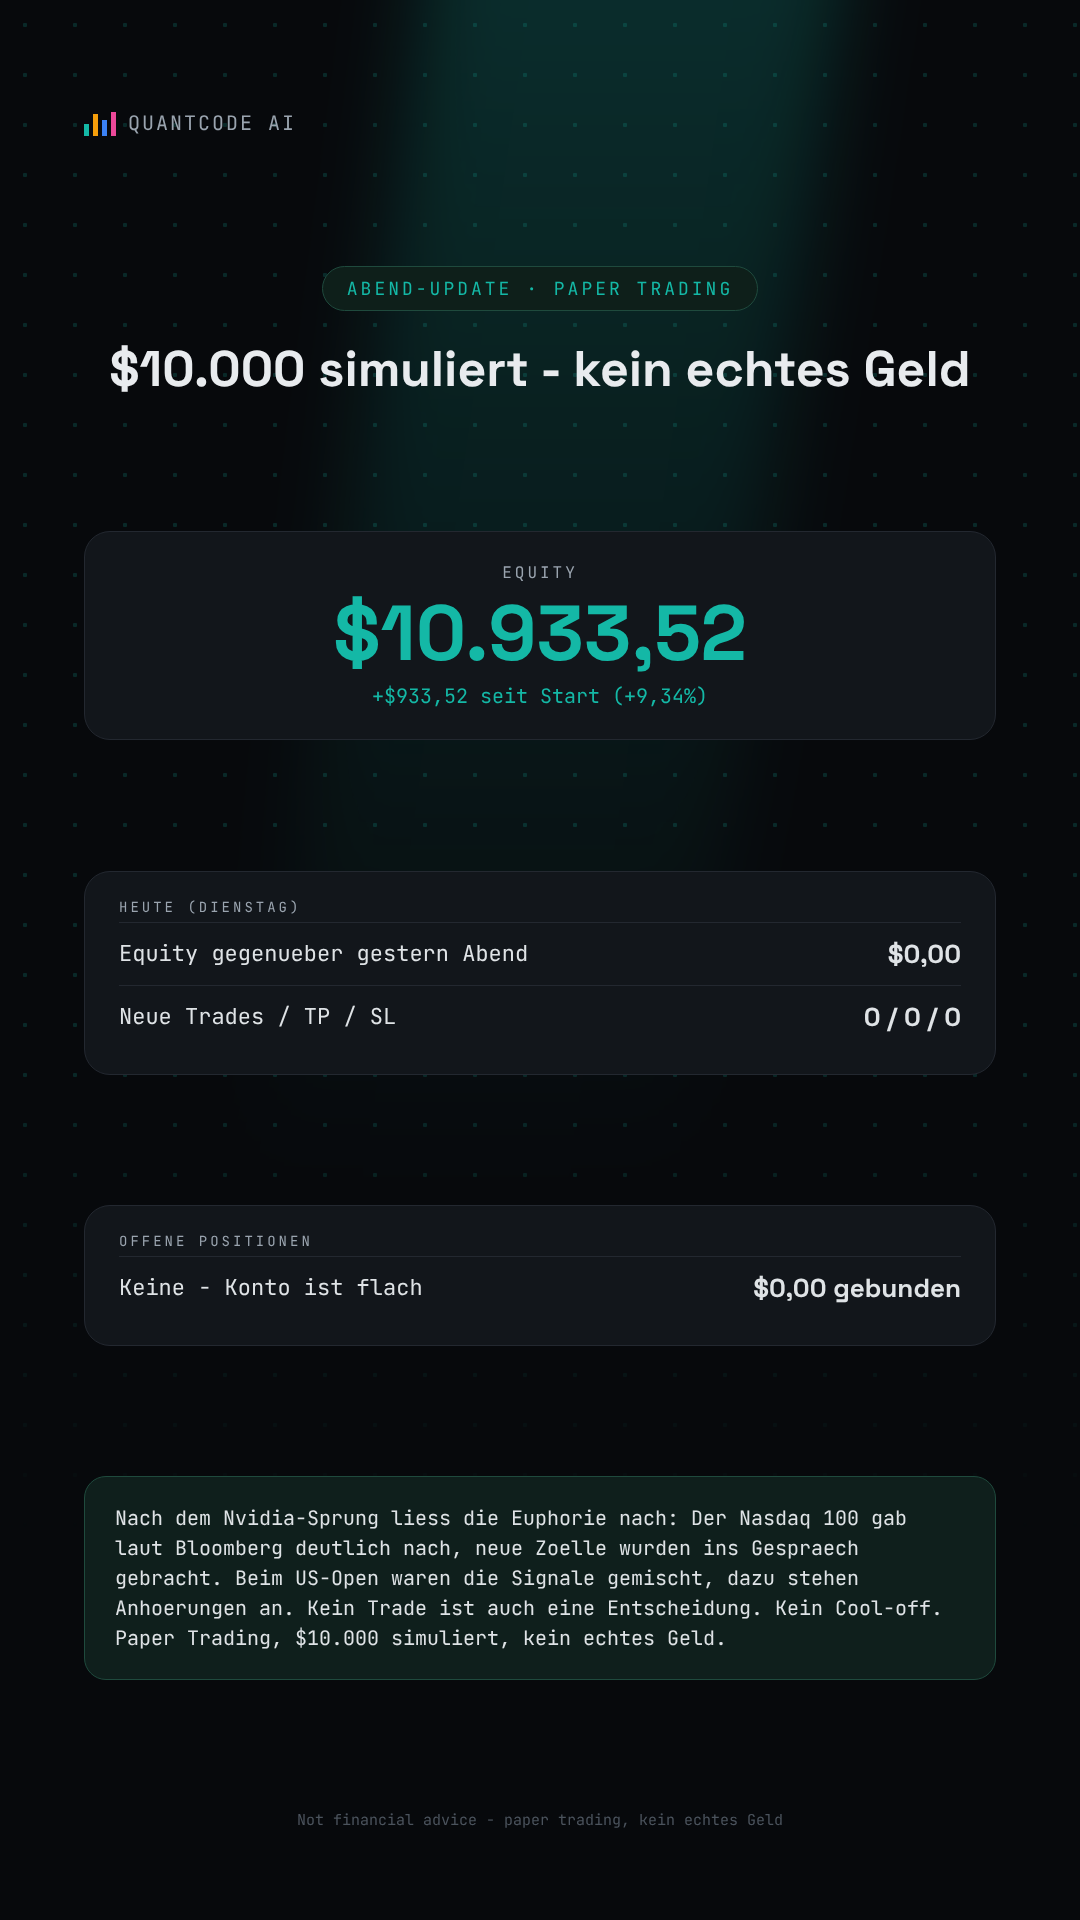 QUANTCODE AI
ABEND-UPDATE · PAPER TRADING
$10.000 simuliert - kein echtes Geld
EQUITY
$10.933,52
+$933,52 seit Start (+9,34%)
HEUTE (DIENSTAG)
Equity gegenueber gestern Abend $0,00
Neue Trades / TP / SL 0 / 0 / 0
OFFENE POSITIONEN
Keine - Konto ist flach $0,00 gebunden
Nach dem Nvidia-Sprung liess die Euphorie nach: Der Nasdaq 100 gab
laut Bloomberg deutlich nach, neue Zoelle wurden ins Gespraech
gebracht. Beim US-Open waren die Signale gemischt, dazu stehen
Anhoerungen an. Kein Trade ist auch eine Entscheidung. Kein Cool-off.
Paper Trading, $10.000 simuliert, kein echtes Geld.
Not financial advice - paper trading, kein echtes Geld